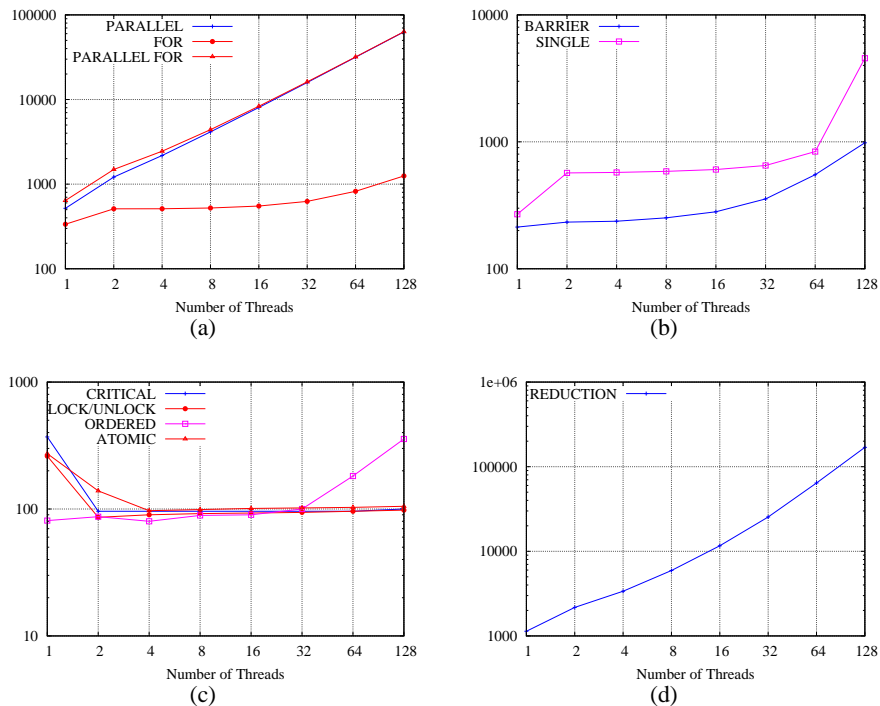 100000
10000
1000
100
PARALLEL
FOR
PARALLEL FOR
1 2 4 8 16 32 64 128
Number of Threads
(a)
10000
1000
100
BARRIER
SINGLE
1 2 4 8 16 32 64 128
Number of Threads
(b)
1000
100
10
CRITICAL
LOCK/UNLOCK
ORDERED
ATOMIC
1 2 4 8 16 32 64 128
Number of Threads
(c)
1e+06
100000
10000
1000
REDUCTION
1 2 4 8 16 32 64 128
Number of Threads
(d)